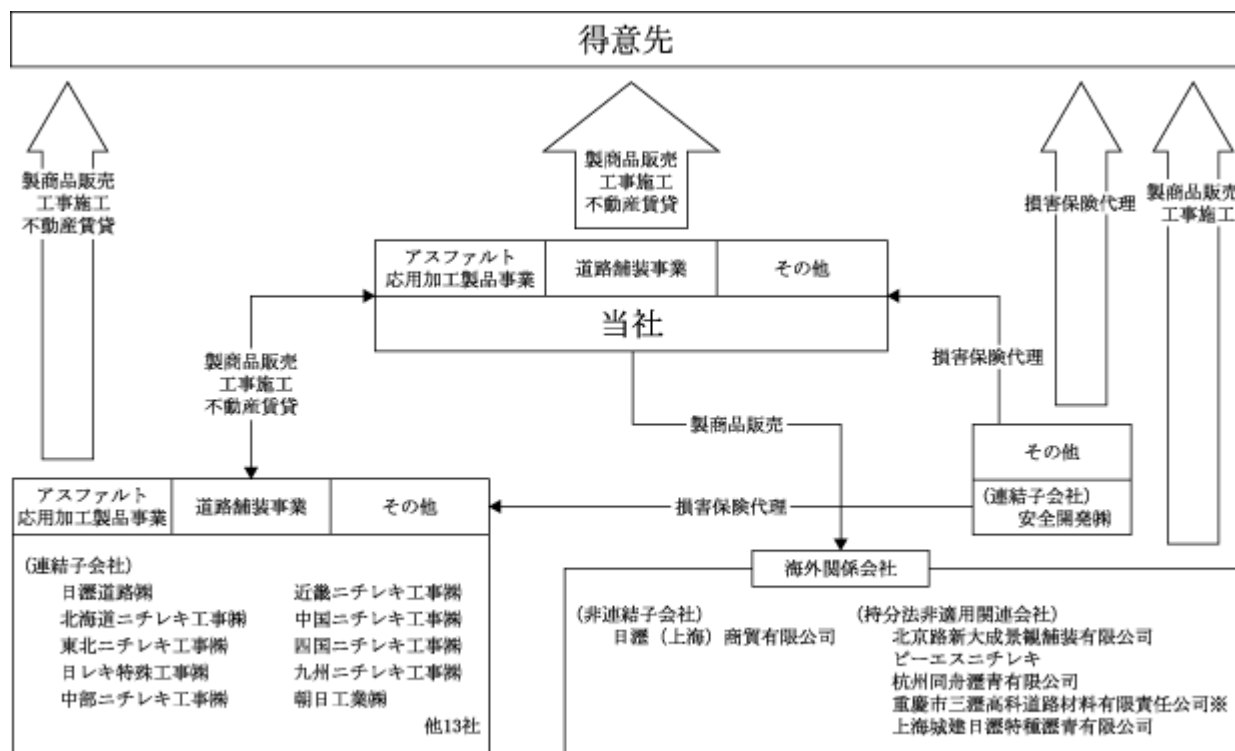 得意先
製商品販売
工事施工
不動産賃貸
製商品販売
工事施工
不動産賃貸
損害保険代理
製商品販売
工事施工
アスファルト
応用加工製品事業
道路舗装事業
その他
当社
製商品販売
工事施工
不動産賃貸
損害保険代理
製商品販売
その他
(連結子会社)
安全開発㈱
アスファルト
応用加工製品事業
道路舗装事業
その他
損害保険代理
(連結子会社)
日瀝道路㈱
北海道ニチレキ工事㈱
東北ニチレキ工事㈱
日レキ特殊工事㈱
中部ニチレキ工事㈱
近畿ニチレキ工事㈱
中国ニチレキ工事㈱
四国ニチレキ工事㈱
九州ニチレキ工事㈱
朝日工業㈱
他13社
海外関係会社
(非連結子会社)
日瀝（上海）商貿有限公司
(持分法非適用関連会社)
北京路新大成景観舗装有限公司
ピーエスニチレキ
杭州同舟瀝青有限公司
重慶市三瀝高科道路材料有限責任公司※
上海城建日瀝特種瀝青有限公司